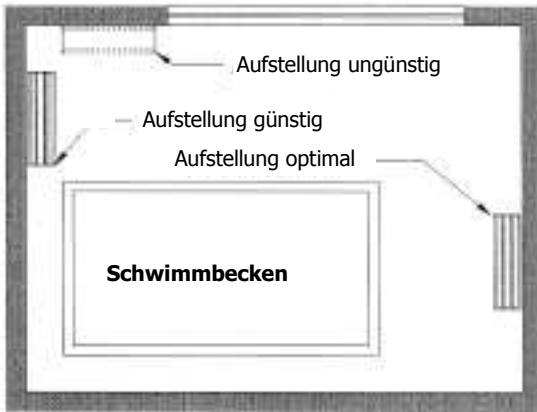 Aufstellung ungünstig
Aufstellung günstig
Aufstellung optimal
Schwimmbecken